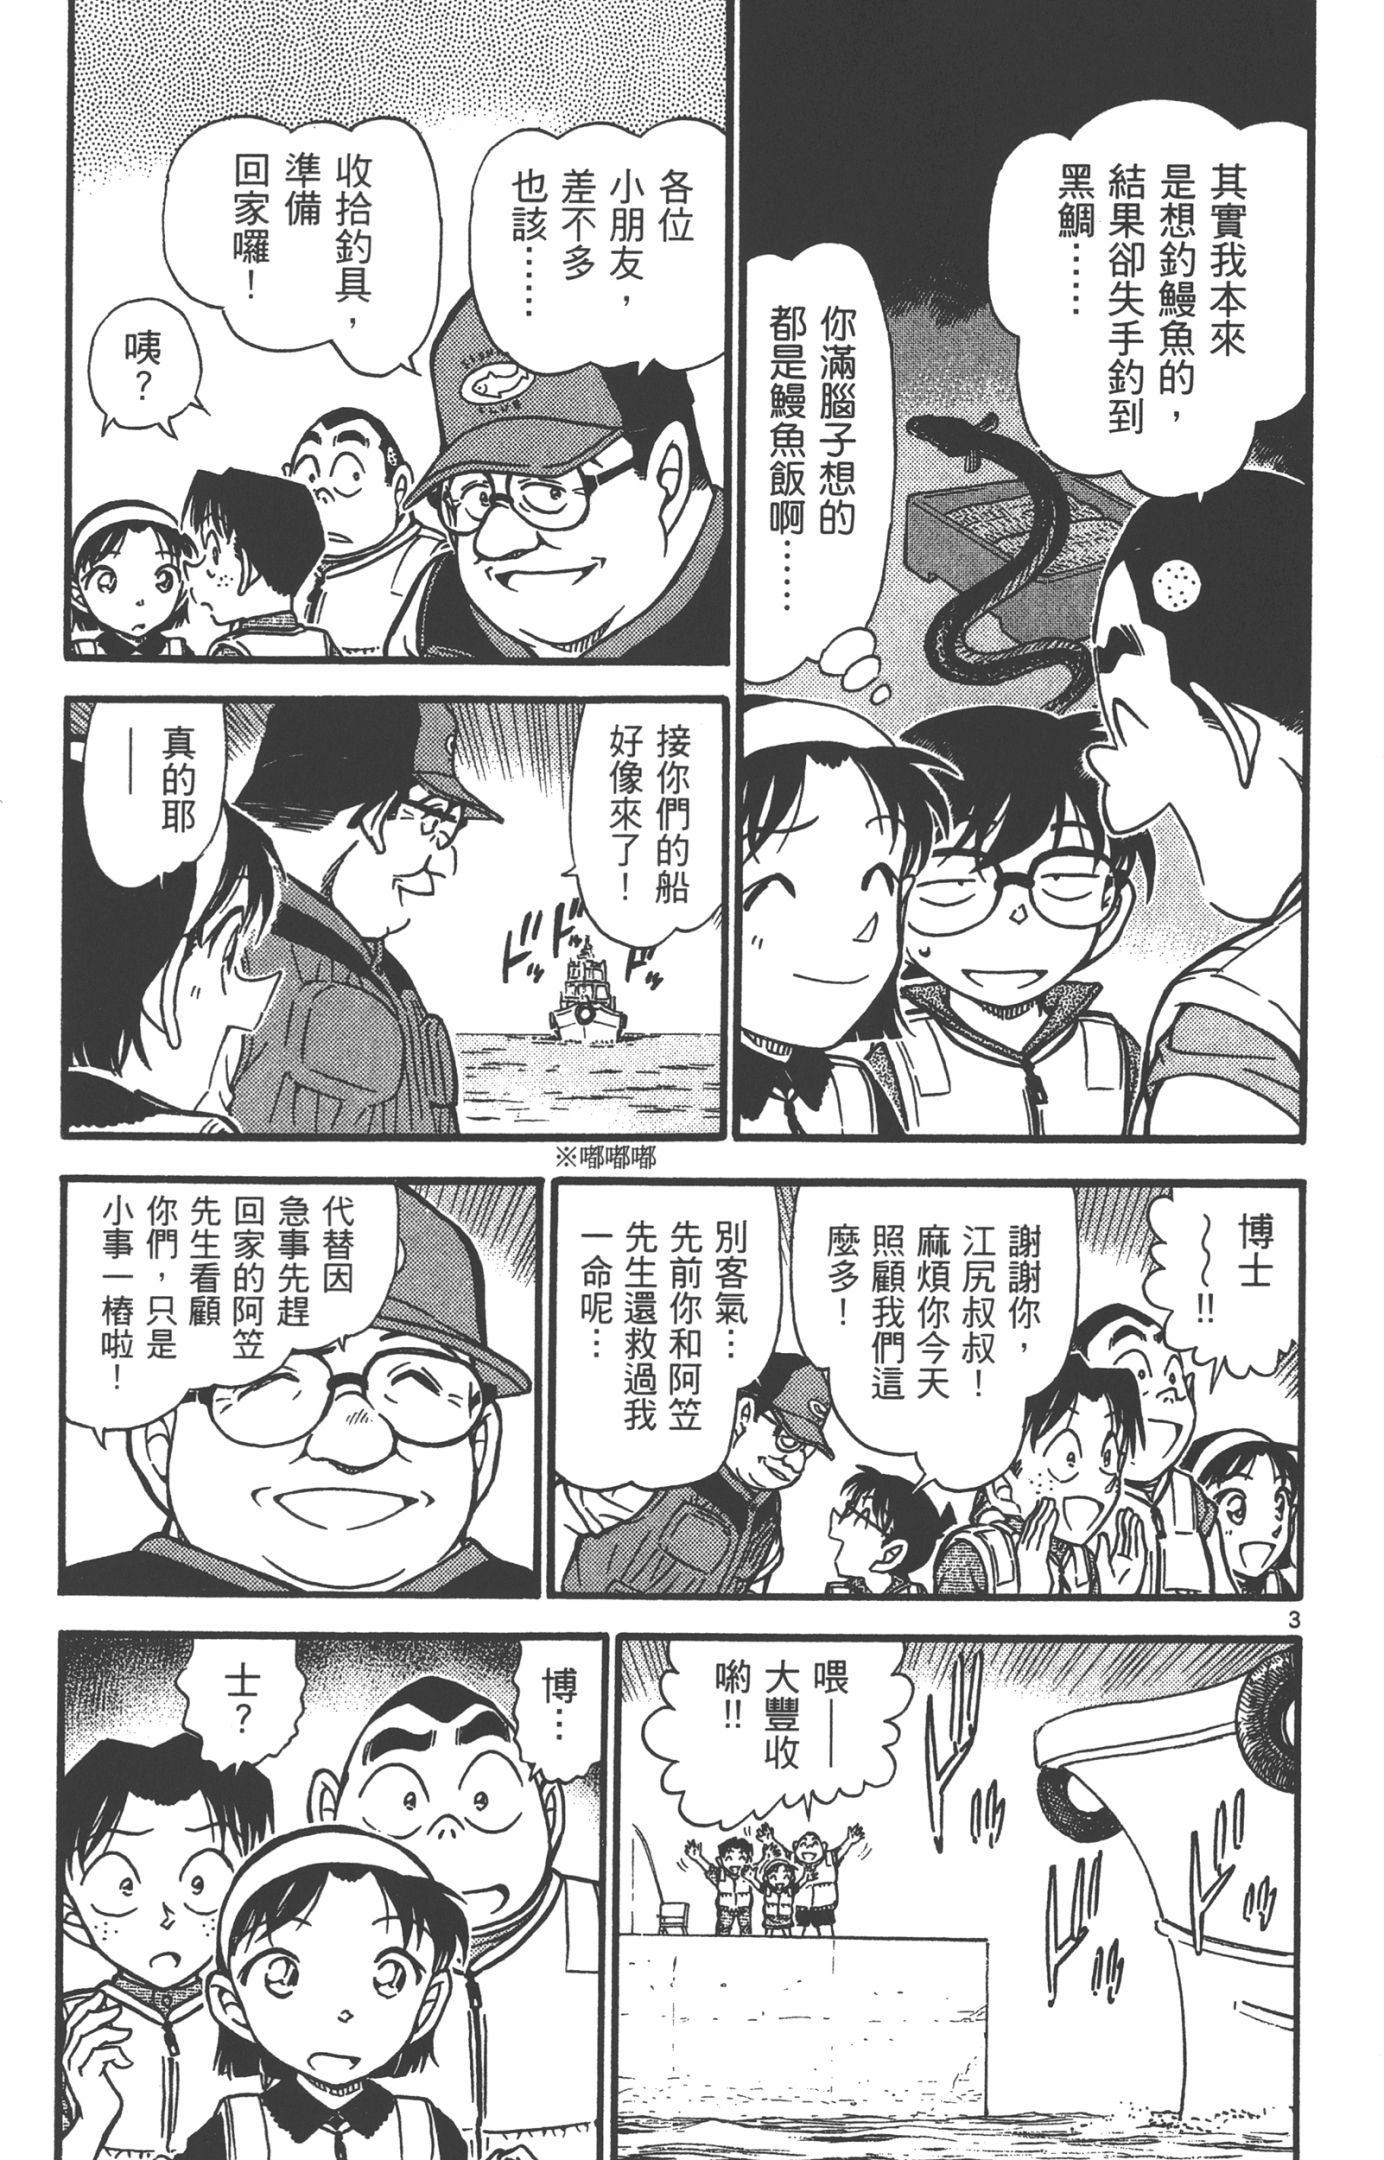 其實我本來
是想釣鰻魚的，
結果卻失手釣到
黑鯛……
你滿腦子想的
都是鰻魚飯啊……
各位
小朋友，
差不多
也該……
收拾釣具，
準備
回家囉！
咦？
接你們的船
好像來了！
ドドド
真的耶
——
※嘟嘟嘟
博士
～～!!
謝謝你，
江尻叔叔！
麻煩你今天
照顧我們這
麼多！
別客氣…
先前你和阿笠
先生還救過我
一命呢…
代替因
急事先趕
回家的阿笠
先生看顧
你們，只是
小事一樁啦！
3
喂——
大豐收
喲!!
ドドド
博…
士？